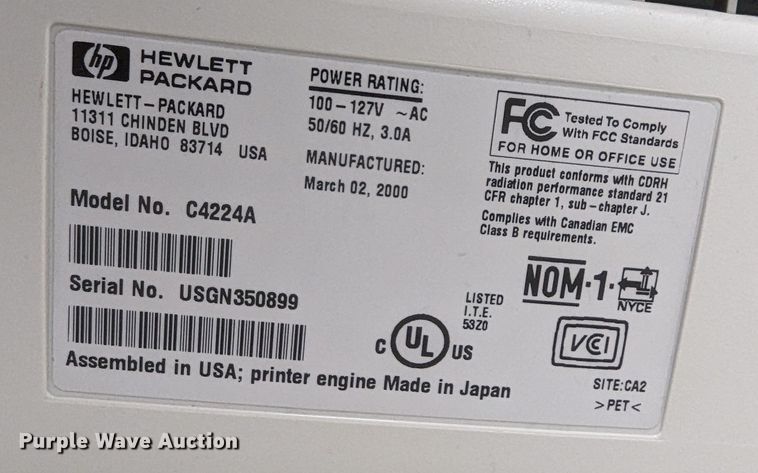 hp HEWLETT
PACKARD
HEWLETT-PACKARD
11311 CHINDEN BLVD
BOISE, IDAHO 83714 USA
Model No. C4224A
Serial No. USGN350899
Assembled in USA; printer engine Made in Japan
POWER RATING:
100-127V ~AC
50/60 HZ, 3.0A
MANUFACTURED:
March 02, 2000
FC Tested To Comply
With FCC Standards
FOR HOME OR OFFICE USE
This product conforms with CDRH
radiation performance standard 21
CFR chapter 1, sub-chapter J.
Complies with Canadian EMC
Class B requirements.
NOM-1-
NYCE
LISTED
I.T.E.
53Z0
C UL US
VCI
SITE:CA2
>PET<
Purple Wave Auction